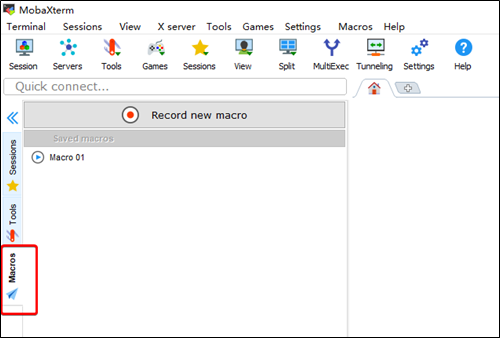 MobaXterm
Terminal Sessions View X server Tools Games Settings Macros Help
Session Servers Tools Games Sessions View Split MultiExec Tunneling Settings Help
Quick connect...
Record new macro
Saved macros
Macro 01
Sessions
Tools
Macros